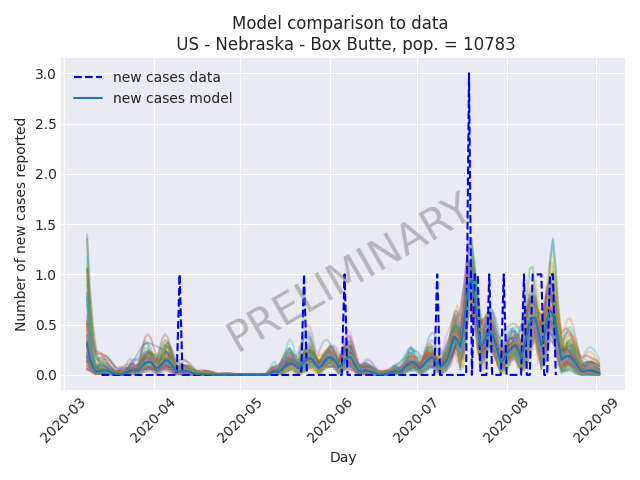 Model comparison to data
US - Nebraska - Box Butte, pop. = 10783
new cases data
new cases model
Number of new cases reported
3.0
2.5
2.0
1.5
1.0
0.5
0.0
PRELIMINARY
2020-03
2020-04
2020-05
2020-06
2020-07
2020-08
2020-09
Day